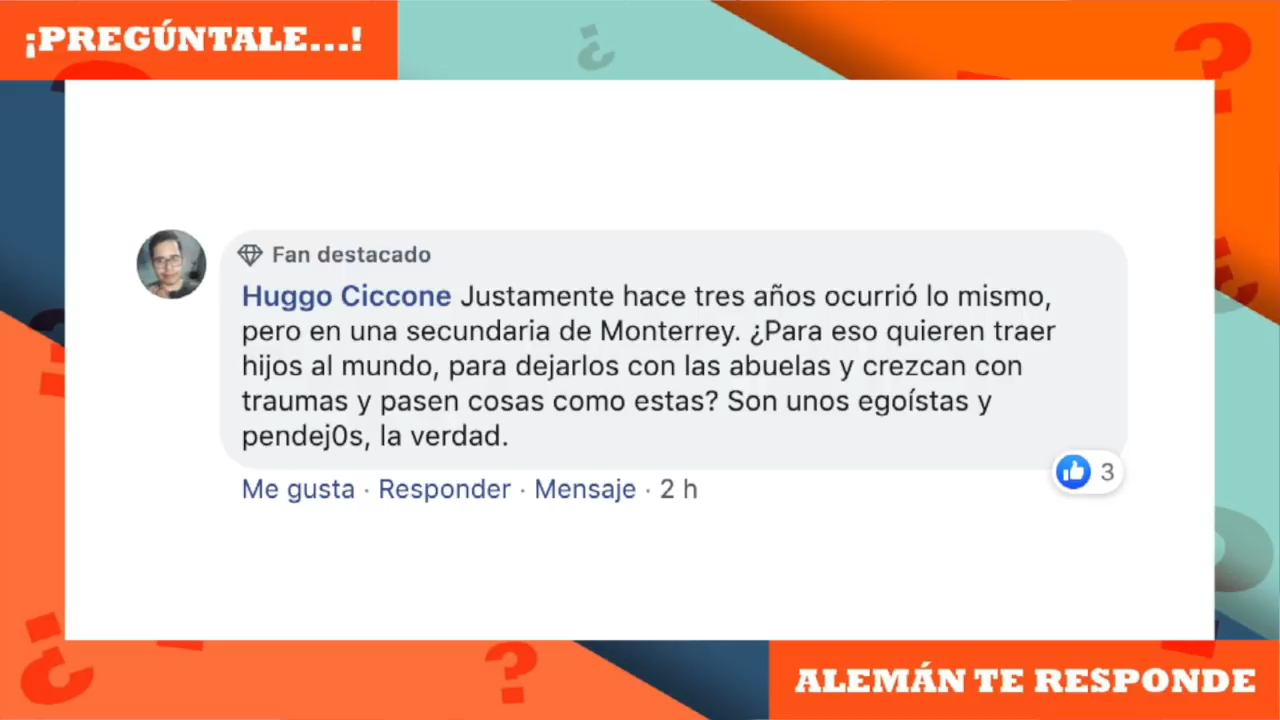 ¡PREGÚNTALE...!
Fan destacado
Huggo Ciccone Justamente hace tres años ocurrió lo mismo,
pero en una secundaria de Monterrey. ¿Para eso quieren traer
hijos al mundo, para dejarlos con las abuelas y crezcan con
traumas y pasen cosas como estas? Son unos egoístas y
pendej0s, la verdad.
3
Me gusta · Responder · Mensaje · 2 h
ALEMÁN TE RESPONDE